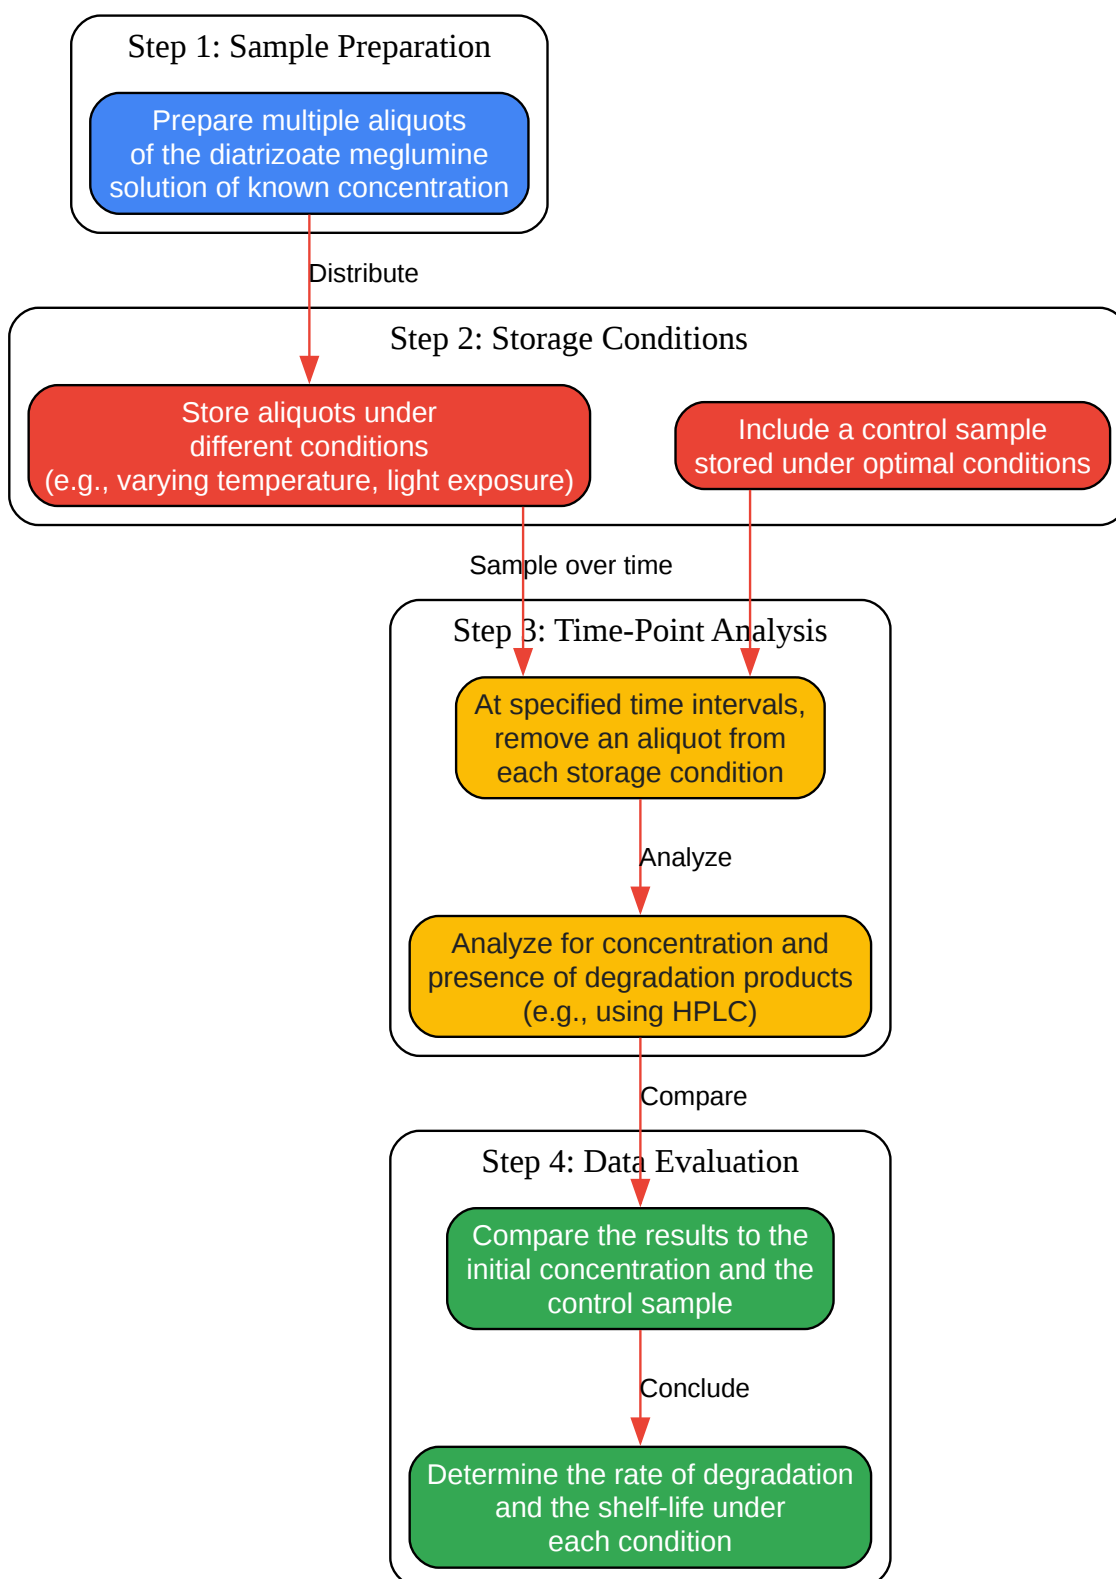 Step 1: Sample Preparation
Prepare multiple aliquots
of the diatrizoate meglumine
solution of known concentration
Distribute
Step 2: Storage Conditions
Store aliquots under
different conditions
(e.g., varying temperature, light exposure)
Include a control sample
stored under optimal conditions
Sample over time
Step 3: Time-Point Analysis
At specified time intervals,
remove an aliquot from
each storage condition
Analyze
Analyze for concentration and
presence of degradation products
(e.g., using HPLC)
Compare
Step 4: Data Evaluation
Compare the results to the
initial concentration and the
control sample
Conclude
Determine the rate of degradation
and the shelf-life under
each condition